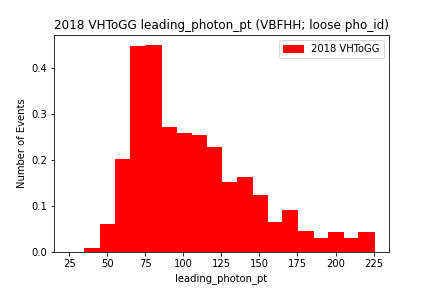 2018 VHToGG leading_photon_pt (VBFHH; loose pho_id)
2018 VHToGG
Number of Events
0.4
0.3
0.2
0.1
0.0
25 50 75 100 125 150 175 200 225
leading_photon_pt